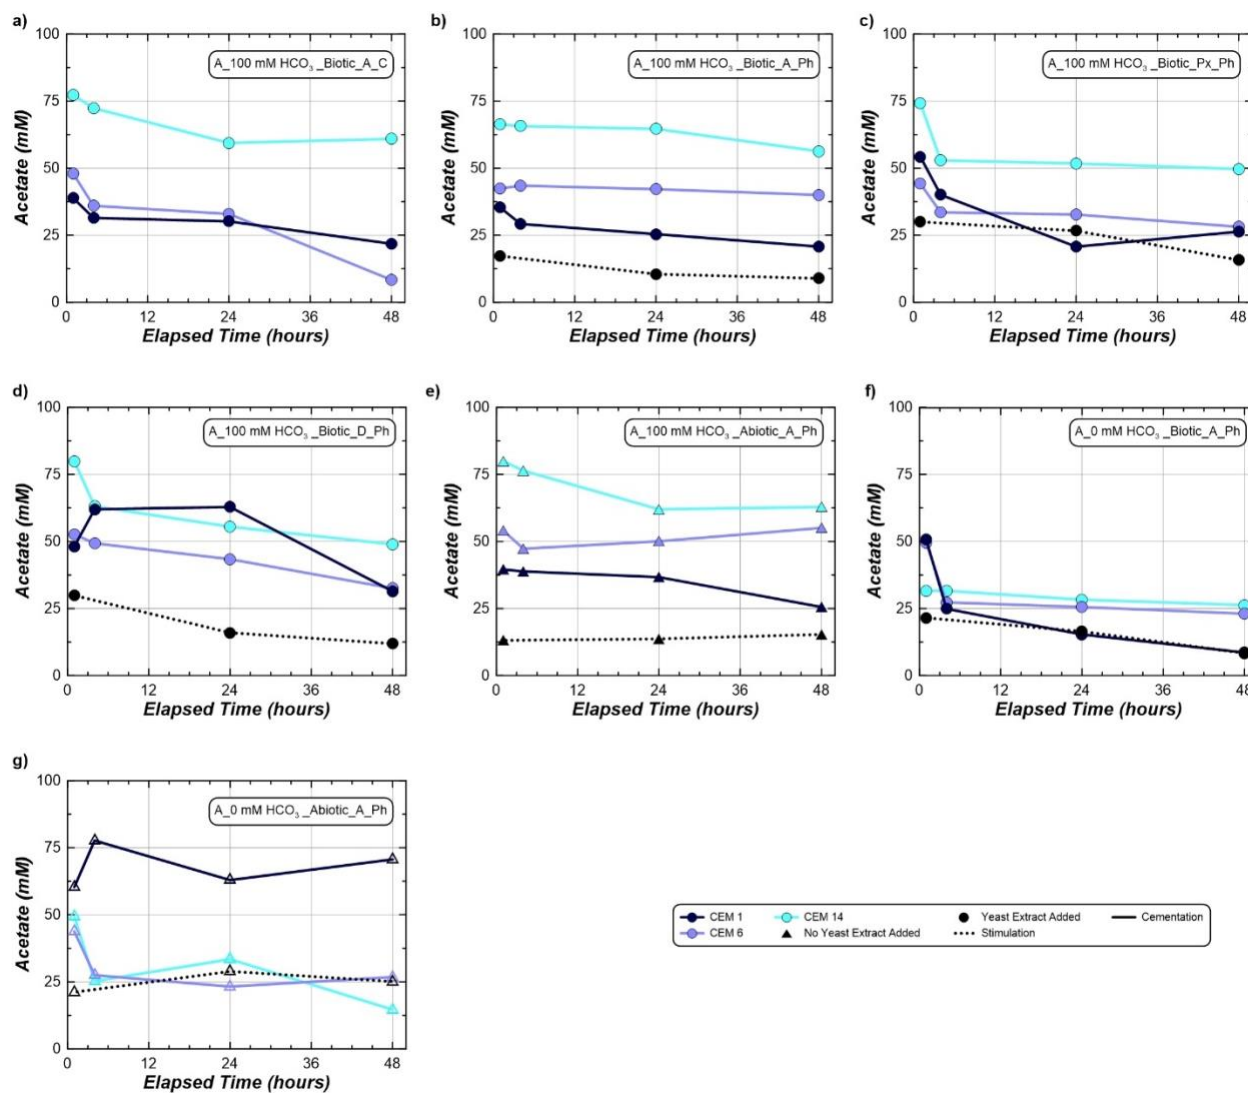 a)
100
75
50
25
0
Acetate (mM)
A_100 mM HCO3_Biotic_A_C
0 12 24 36 48
Elapsed Time (hours)
b)
100
75
50
25
0
Acetate (mM)
A_100 mM HCO3_Biotic_A_Ph
0 12 24 36 48
Elapsed Time (hours)
c)
100
75
50
25
0
Acetate (mM)
A_100 mM HCO3_Biotic_Px_Ph
0 12 24 36 48
Elapsed Time (hours)
d)
100
75
50
25
0
Acetate (mM)
A_100 mM HCO3_Biotic_D_Ph
0 12 24 36 48
Elapsed Time (hours)
e)
100
75
50
25
0
Acetate (mM)
A_100 mM HCO3_Abiotic_A_Ph
0 12 24 36 48
Elapsed Time (hours)
f)
100
75
50
25
0
Acetate (mM)
A_0 mM HCO3_Biotic_A_Ph
0 12 24 36 48
Elapsed Time (hours)
g)
100
75
50
25
0
Acetate (mM)
A_0 mM HCO3_Abiotic_A_Ph
0 12 24 36 48
Elapsed Time (hours)
CEM 1 CEM 14 Yeast Extract Added Cementation
CEM 6 No Yeast Extract Added Stimulation